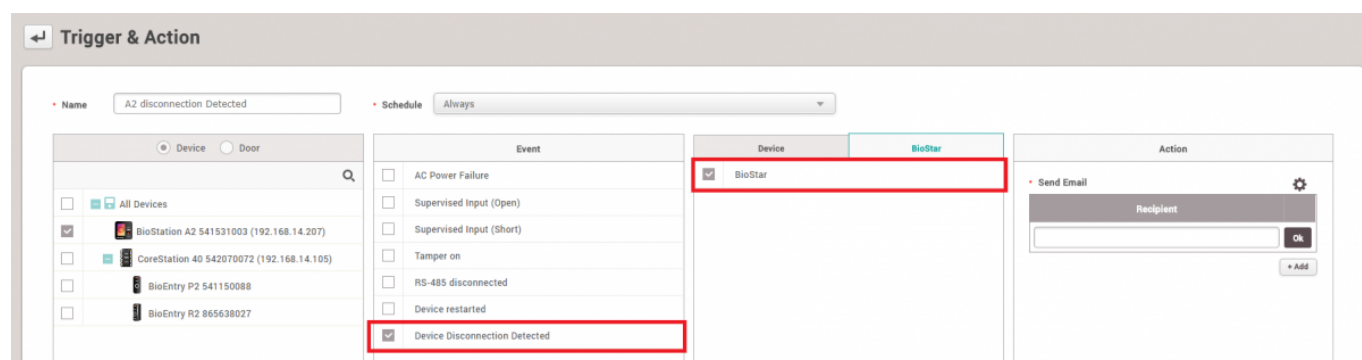 Trigger & Action
* Name A2 disconnection Detected * Schedule Always
Device Door
All Devices
BioStation A2 541531003 (192.168.14.207)
CoreStation 40 542070072 (192.168.14.105)
BioEntry P2 541150088
BioEntry R2 865638027
Event
AC Power Failure
Supervised Input (Open)
Supervised Input (Short)
Tamper on
RS-485 disconnected
Device restarted
Device Disconnection Detected
Device BioStar
BioStar
Action
* Send Email
Recipient
Ok
+ Add